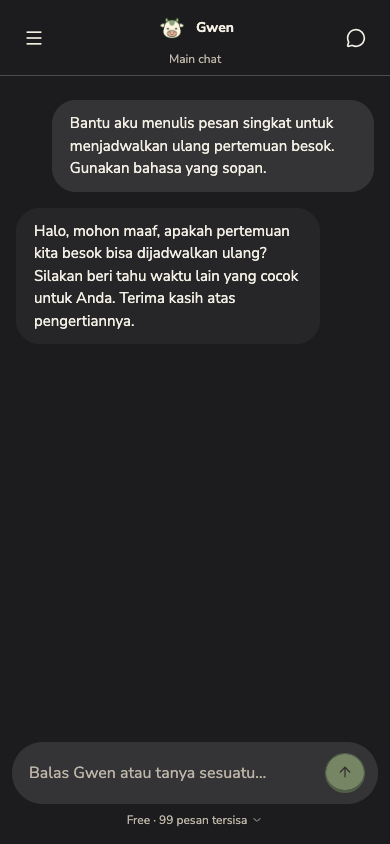 Gwen
Main chat
Bantu aku menulis pesan singkat untuk
menjadwalkan ulang pertemuan besok.
Gunakan bahasa yang sopan.
Halo, mohon maaf, apakah pertemuan
kita besok bisa dijadwalkan ulang?
Silakan beri tahu waktu lain yang cocok
untuk Anda. Terima kasih atas
pengertiannya.
Balas Gwen atau tanya sesuatu...
Free · 99 pesan tersisa